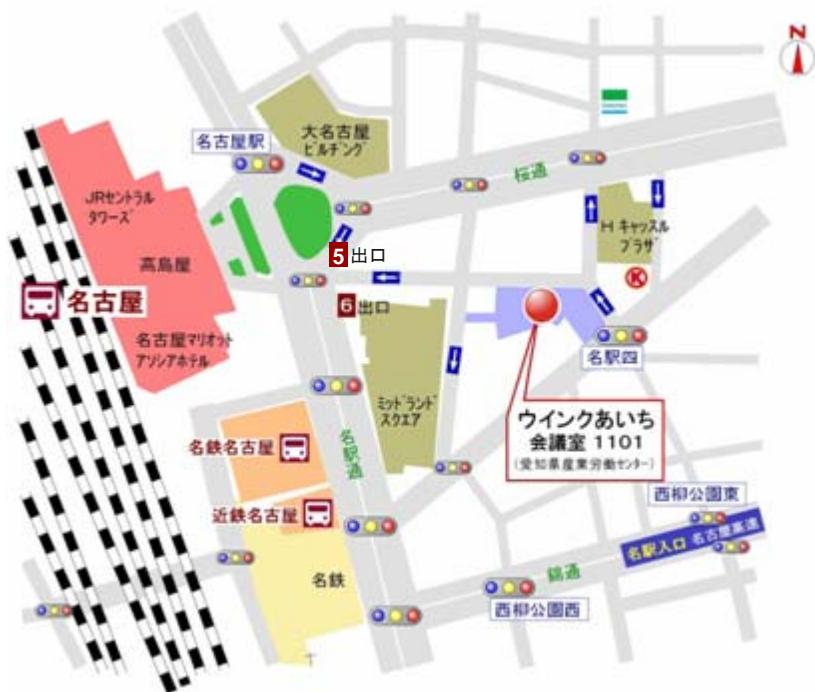 N
名古屋駅
大名古屋
ビルヂング
桜通
JRセントラル
タワーズ
高島屋
5 出口
H キャッスル
プラザ
K
名古屋
6 出口
名古屋マリオット
アソシアホテル
名駅四
ミッドランド
スクエア
ウインクあいち
会議室 1101
(愛知県産業労働センター)
名鉄名古屋
名駅通
近鉄名古屋
西柳公園東
名駅入口 名古屋高速
名鉄
錦通
西柳公園西